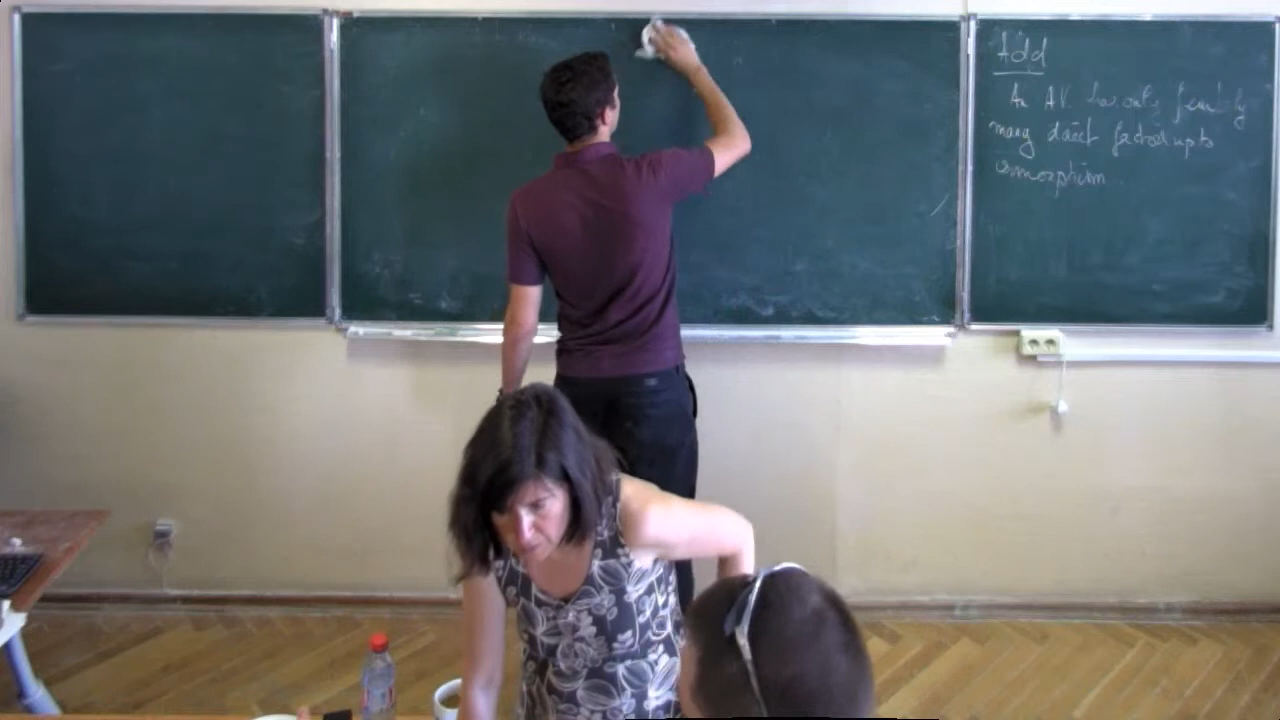 Add
An A.V. has only finitely
many direct factors up to
isomorphism.